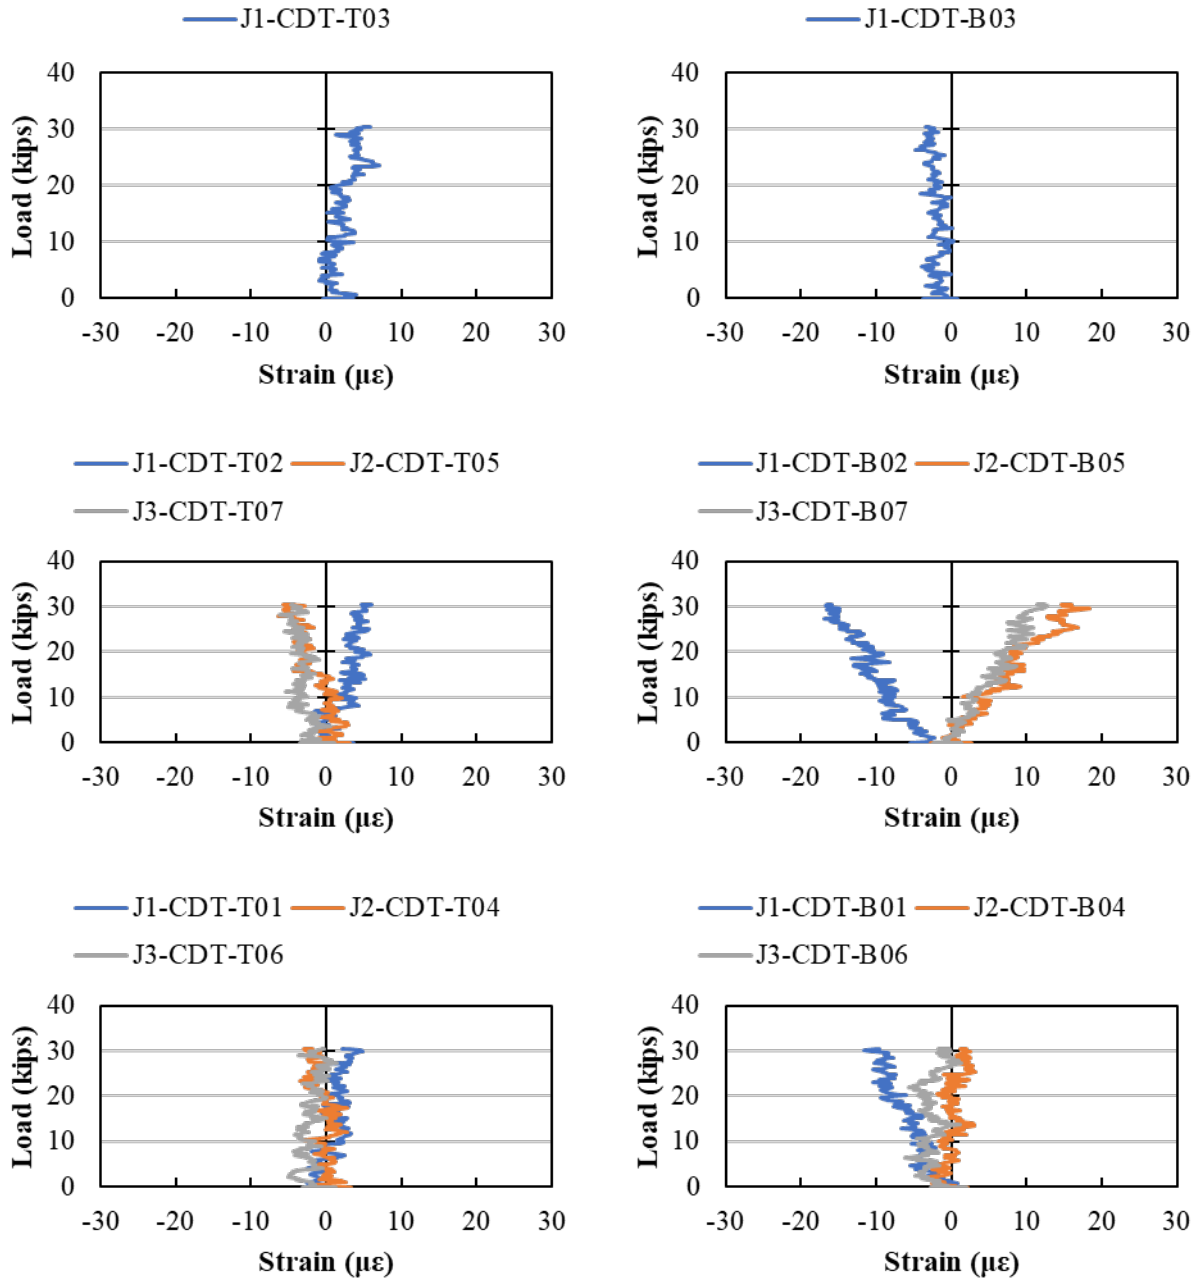 J1-CDT-T03
40
30
20
10
0
Load (kips)
-30 -20 -10 0 10 20 30
Strain (με)
J1-CDT-B03
40
30
20
10
0
Load (kips)
-30 -20 -10 0 10 20 30
Strain (με)
J1-CDT-T02 J2-CDT-T05
J3-CDT-T07
40
30
20
10
0
Load (kips)
-30 -20 -10 0 10 20 30
Strain (με)
J1-CDT-B02 J2-CDT-B05
J3-CDT-B07
40
30
20
10
0
Load (kips)
-30 -20 -10 0 10 20 30
Strain (με)
J1-CDT-T01 J2-CDT-T04
J3-CDT-T06
40
30
20
10
0
Load (kips)
-30 -20 -10 0 10 20 30
Strain (με)
J1-CDT-B01 J2-CDT-B04
J3-CDT-B06
40
30
20
10
0
Load (kips)
-30 -20 -10 0 10 20 30
Strain (με)